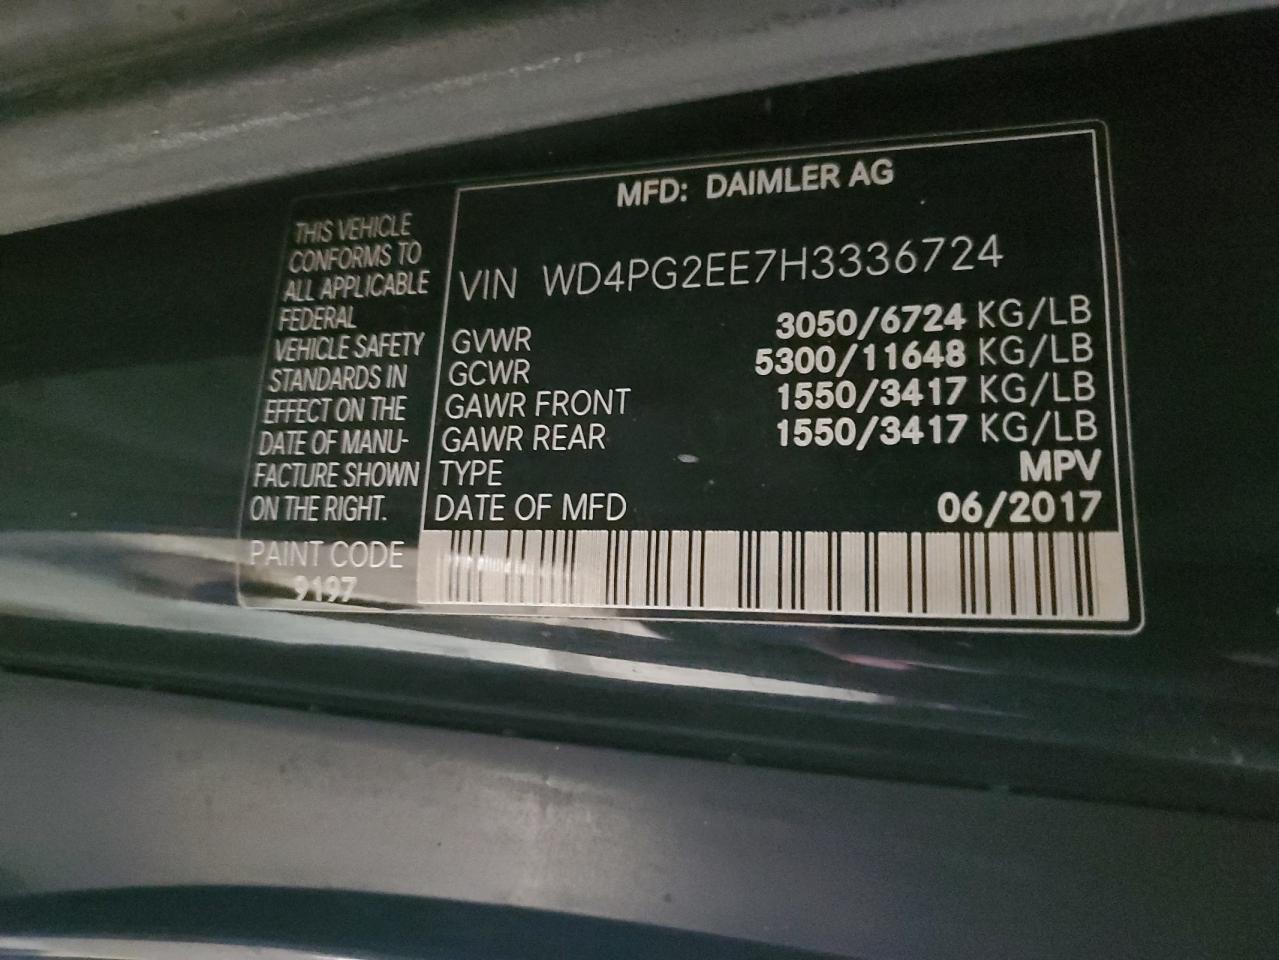 MFD: DAIMLER AG
THIS VEHICLE
CONFORMS TO
ALL APPLICABLE
FEDERAL
VEHICLE SAFETY
STANDARDS IN
EFFECT ON THE
DATE OF MANU-
FACTURE SHOWN
ON THE RIGHT.
PAINT CODE
9197
VIN WD4PG2EE7H3336724
GVWR 3050/6724 KG/LB
GCWR 5300/11648 KG/LB
GAWR FRONT 1550/3417 KG/LB
GAWR REAR 1550/3417 KG/LB
TYPE MPV
DATE OF MFD 06/2017